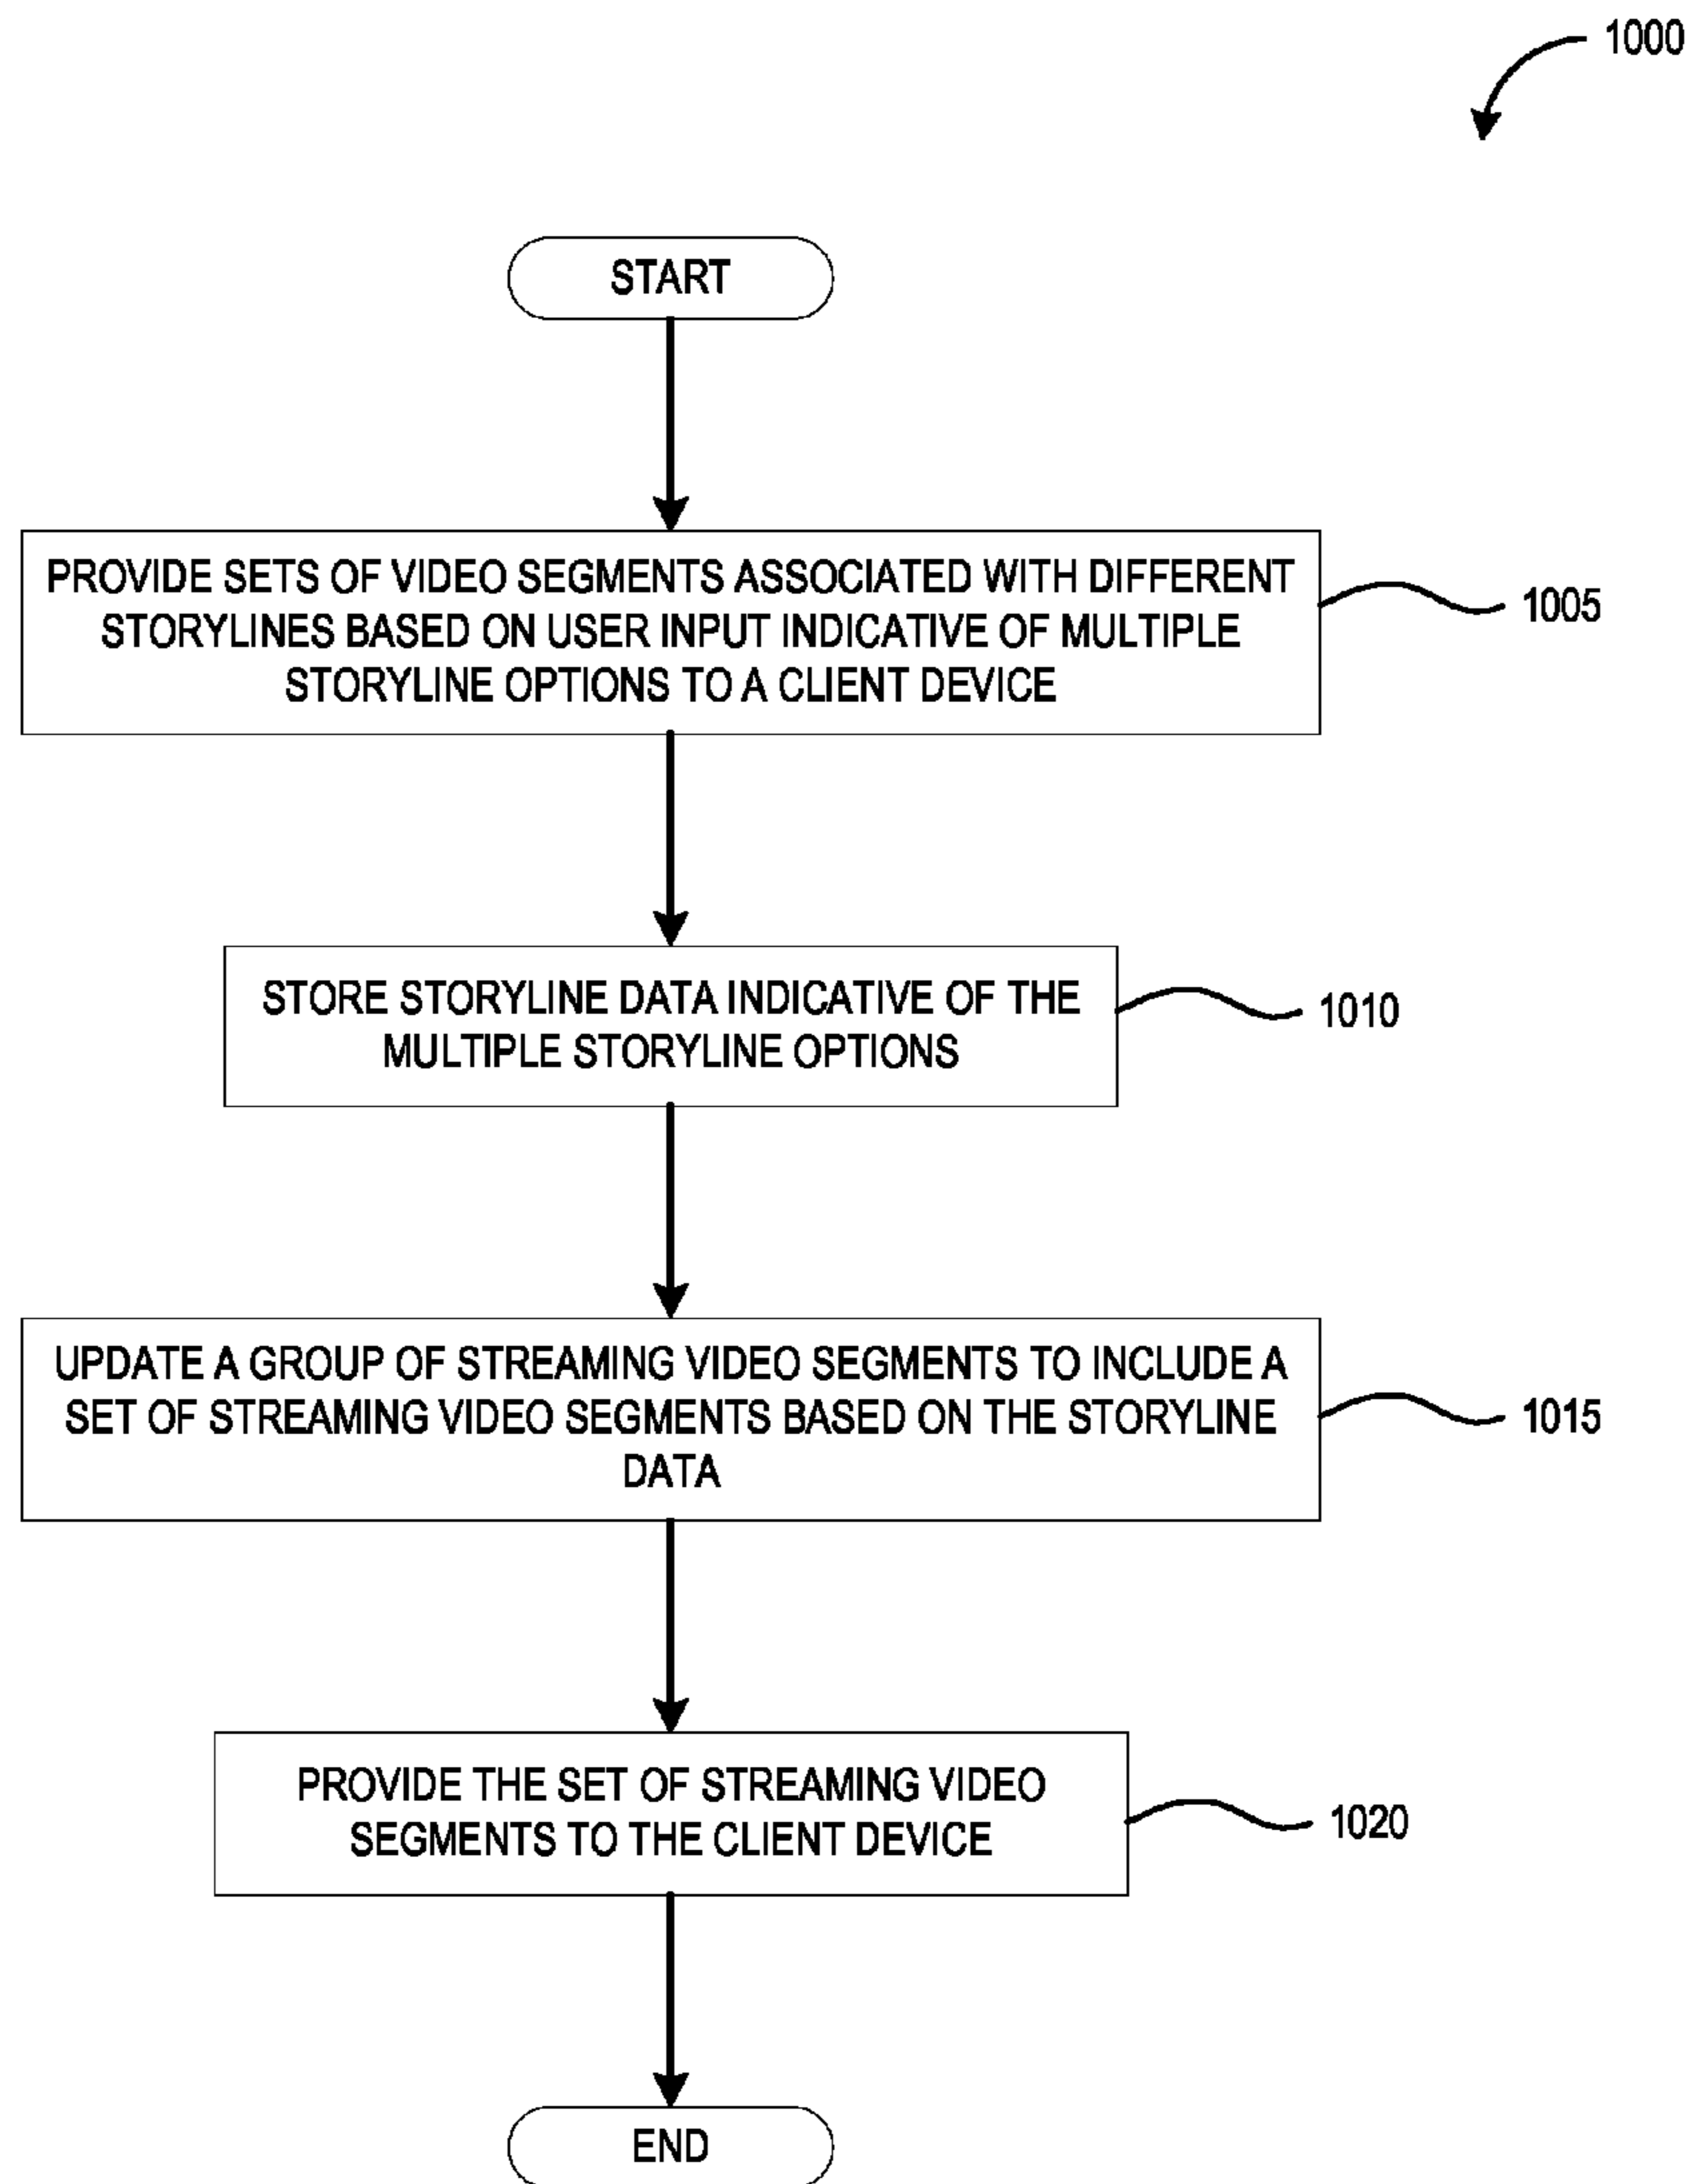 1000
START
PROVIDE SETS OF VIDEO SEGMENTS ASSOCIATED WITH DIFFERENT
STORYLINES BASED ON USER INPUT INDICATIVE OF MULTIPLE
STORYLINE OPTIONS TO A CLIENT DEVICE
1005
STORE STORYLINE DATA INDICATIVE OF THE
MULTIPLE STORYLINE OPTIONS
1010
UPDATE A GROUP OF STREAMING VIDEO SEGMENTS TO INCLUDE A
SET OF STREAMING VIDEO SEGMENTS BASED ON THE STORYLINE
DATA
1015
PROVIDE THE SET OF STREAMING VIDEO
SEGMENTS TO THE CLIENT DEVICE
1020
END